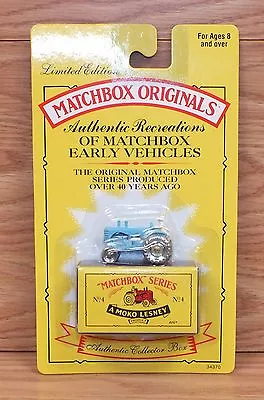 For Ages 8
and over
Limited Edition
MATCHBOX ORIGINALS
Authentic Recreations
OF MATCHBOX
EARLY VEHICLES
THE ORIGINAL MATCHBOX
SERIES PRODUCED
OVER 40 YEARS AGO
"MATCHBOX" SERIES
No 4 No 4
A MOKO LESNEY
Authentic Collector Box
34370